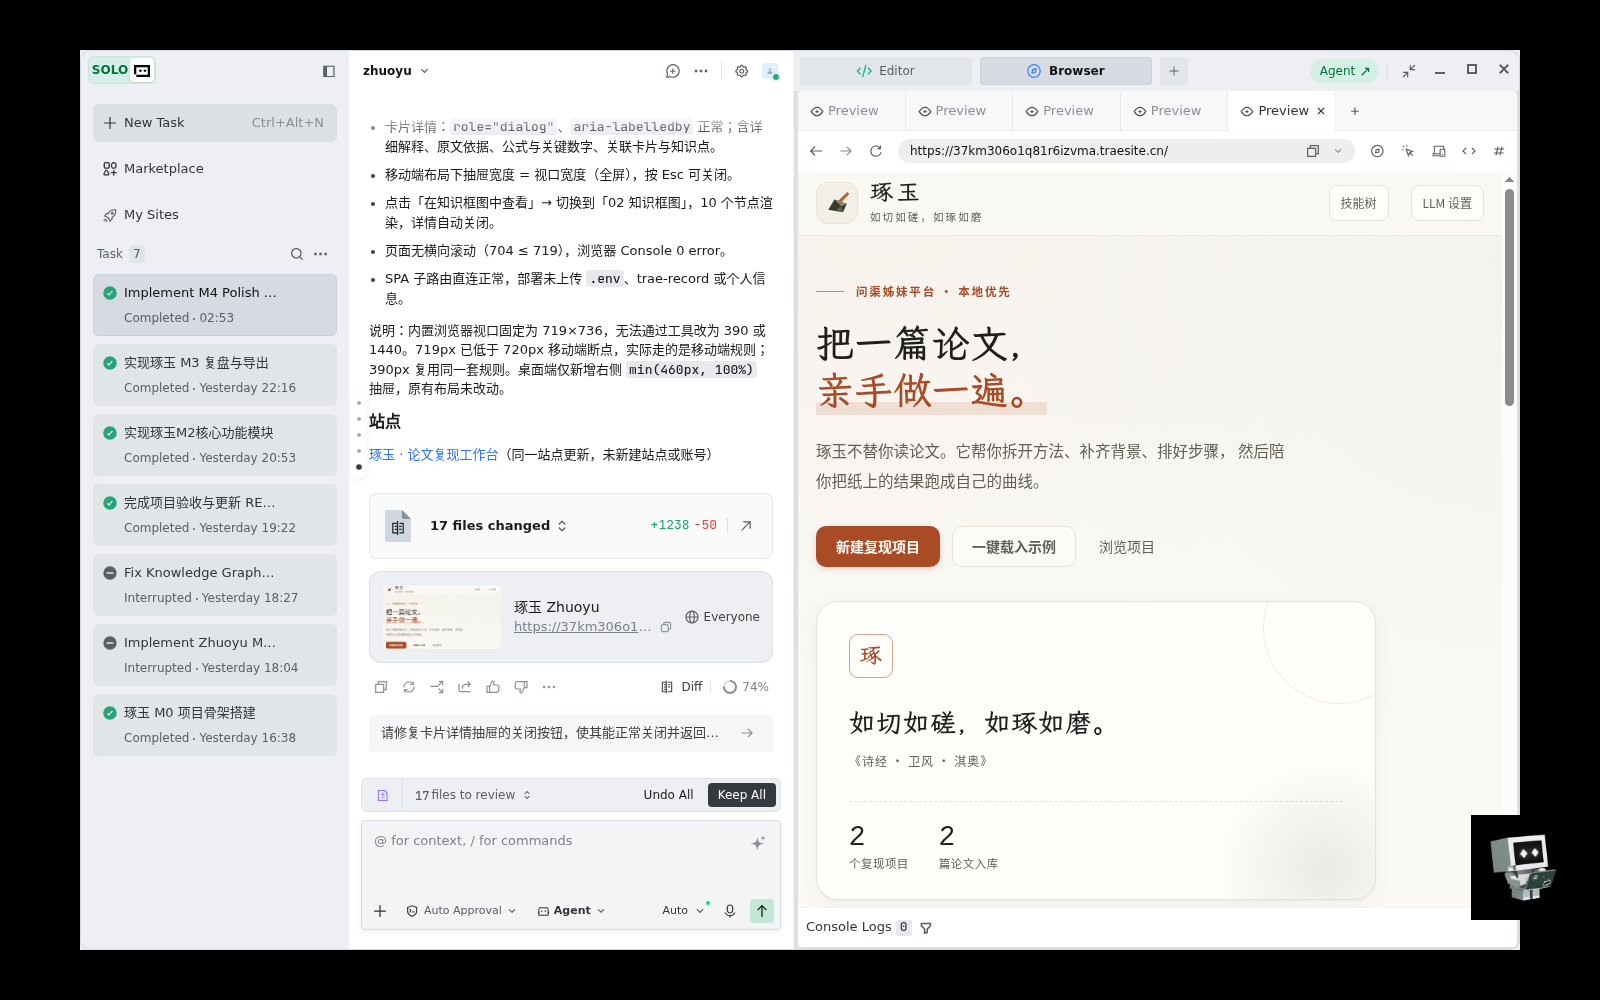 SOLO
New Task Ctrl+Alt+N
Marketplace
My Sites
Task 7
Implement M4 Polish ...
Completed · 02:53
实现琢玉 M3 复盘与导出
Completed · Yesterday 22:16
实现琢玉M2核心功能模块
Completed · Yesterday 20:53
完成项目验收与更新 RE...
Completed · Yesterday 19:22
Fix Knowledge Graph...
Interrupted · Yesterday 18:27
Implement Zhuoyu M...
Interrupted · Yesterday 18:04
琢玉 M0 项目骨架搭建
Completed · Yesterday 16:38
zhuoyu
卡片详情：role="dialog"、aria-labelledby 正常；含详
细解释、原文依据、公式与关键数字、关联卡片与知识点。
移动端布局下抽屉宽度 = 视口宽度（全屏），按 Esc 可关闭。
点击「在知识框图中查看」→ 切换到「02 知识框图」，10 个节点渲
染，详情自动关闭。
页面无横向滚动（704 ≤ 719），浏览器 Console 0 error。
SPA 子路由直连正常，部署未上传 .env、trae-record 或个人信
息。
说明：内置浏览器视口固定为 719×736，无法通过工具改为 390 或
1440。719px 已低于 720px 移动端断点，实际走的是移动端规则；
390px 复用同一套规则。桌面端仅新增右侧 min(460px, 100%)
抽屉，原有布局未改动。
站点
琢玉 · 论文复现工作台（同一站点更新，未新建站点或账号）
17 files changed +1238 -50
琢玉 Zhuoyu
https://37km306o1...
Everyone
Diff 74%
请修复卡片详情抽屉的关闭按钮，使其能正常关闭并返回...
17 files to review Undo All Keep All
@ for context, / for commands
Auto Approval Agent Auto
Editor Browser Agent
Preview Preview Preview Preview Preview
https://37km306o1q81r6izvma.traesite.cn/
琢玉
如切如磋，如琢如磨
技能树 LLM 设置
问渠姊妹平台 · 本地优先
把一篇论文，
亲手做一遍。
琢玉不替你读论文。它帮你拆开方法、补齐背景、排好步骤，然后陪
你把纸上的结果跑成自己的曲线。
新建复现项目 一键载入示例 浏览项目
琢
如切如磋，如琢如磨。
《诗经 · 卫风 · 淇奥》
2 2
个复现项目 篇论文入库
Console Logs 0